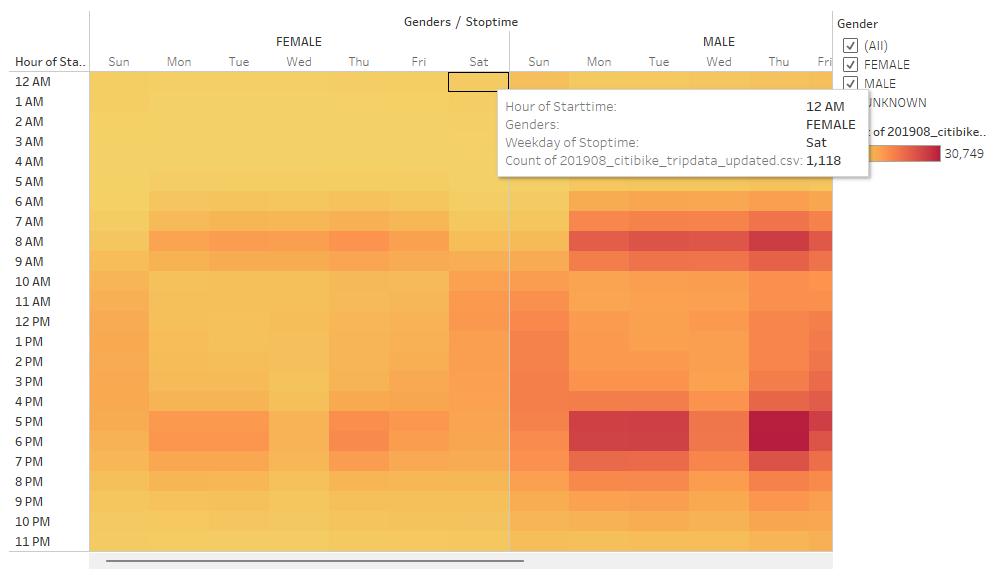 Genders / Stoptime
FEMALE MALE
Hour of Sta.. Sun Mon Tue Wed Thu Fri Sat Sun Mon Tue Wed Thu Fri
12 AM
1 AM
2 AM
3 AM
4 AM
5 AM
6 AM
7 AM
8 AM
9 AM
10 AM
11 AM
12 PM
1 PM
2 PM
3 PM
4 PM
5 PM
6 PM
7 PM
8 PM
9 PM
10 PM
11 PM
Hour of Starttime: 12 AM
Genders: FEMALE
Weekday of Stoptime: Sat
Count of 201908_citibike_tripdata_updated.csv: 1,118
Gender
(All)
FEMALE
MALE
UNKNOWN
of 201908_citibike..
30,749